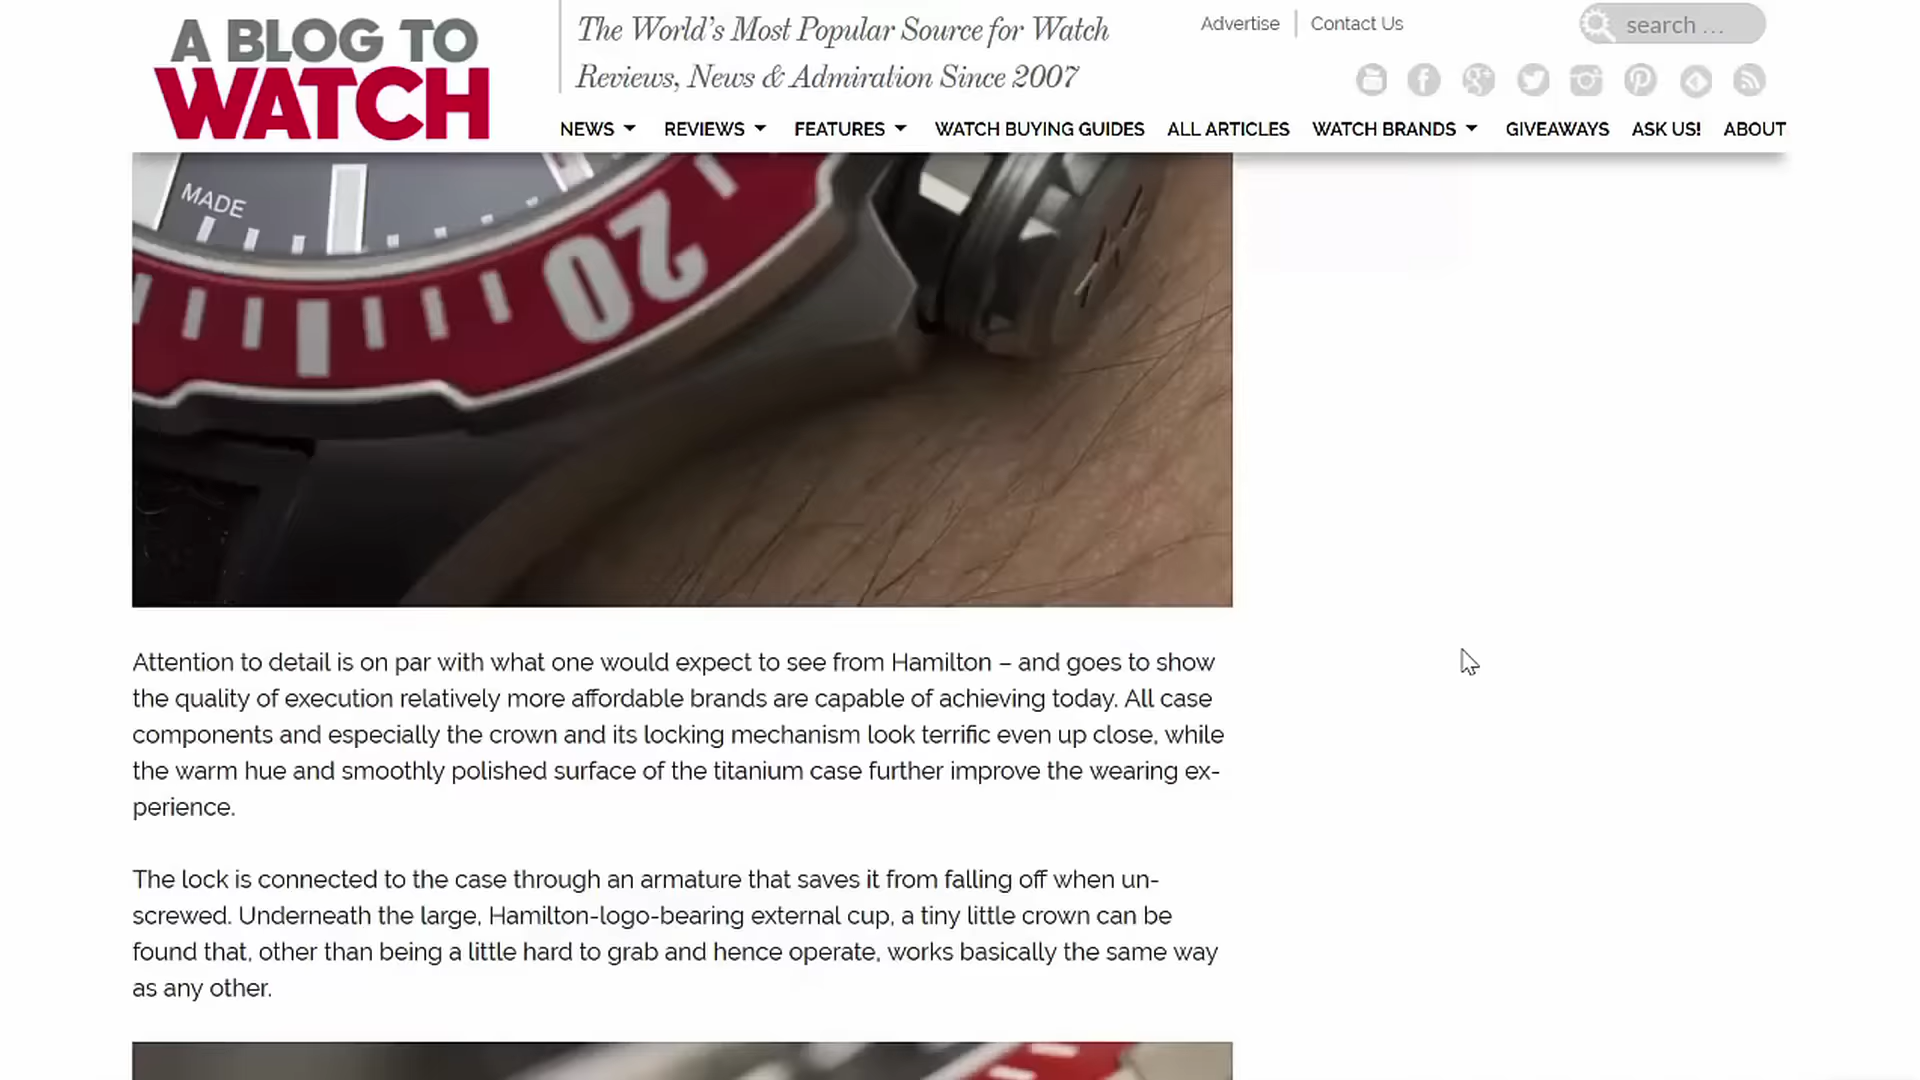 A BLOG TO
WATCH
The World's Most Popular Source for Watch
Reviews, News & Admiration Since 2007
Advertise
Contact Us
search ...
NEWS
REVIEWS
FEATURES
WATCH BUYING GUIDES
ALL ARTICLES
WATCH BRANDS
GIVEAWAYS
ASK US!
ABOUT
MADE
20
Attention to detail is on par with what one would expect to see from Hamilton – and goes to show
the quality of execution relatively more affordable brands are capable of achieving today. All case
components and especially the crown and its locking mechanism look terrific even up close, while
the warm hue and smoothly polished surface of the titanium case further improve the wearing ex-
perience.
The lock is connected to the case through an armature that saves it from falling off when un-
screwed. Underneath the large, Hamilton-logo-bearing external cup, a tiny little crown can be
found that, other than being a little hard to grab and hence operate, works basically the same way
as any other.